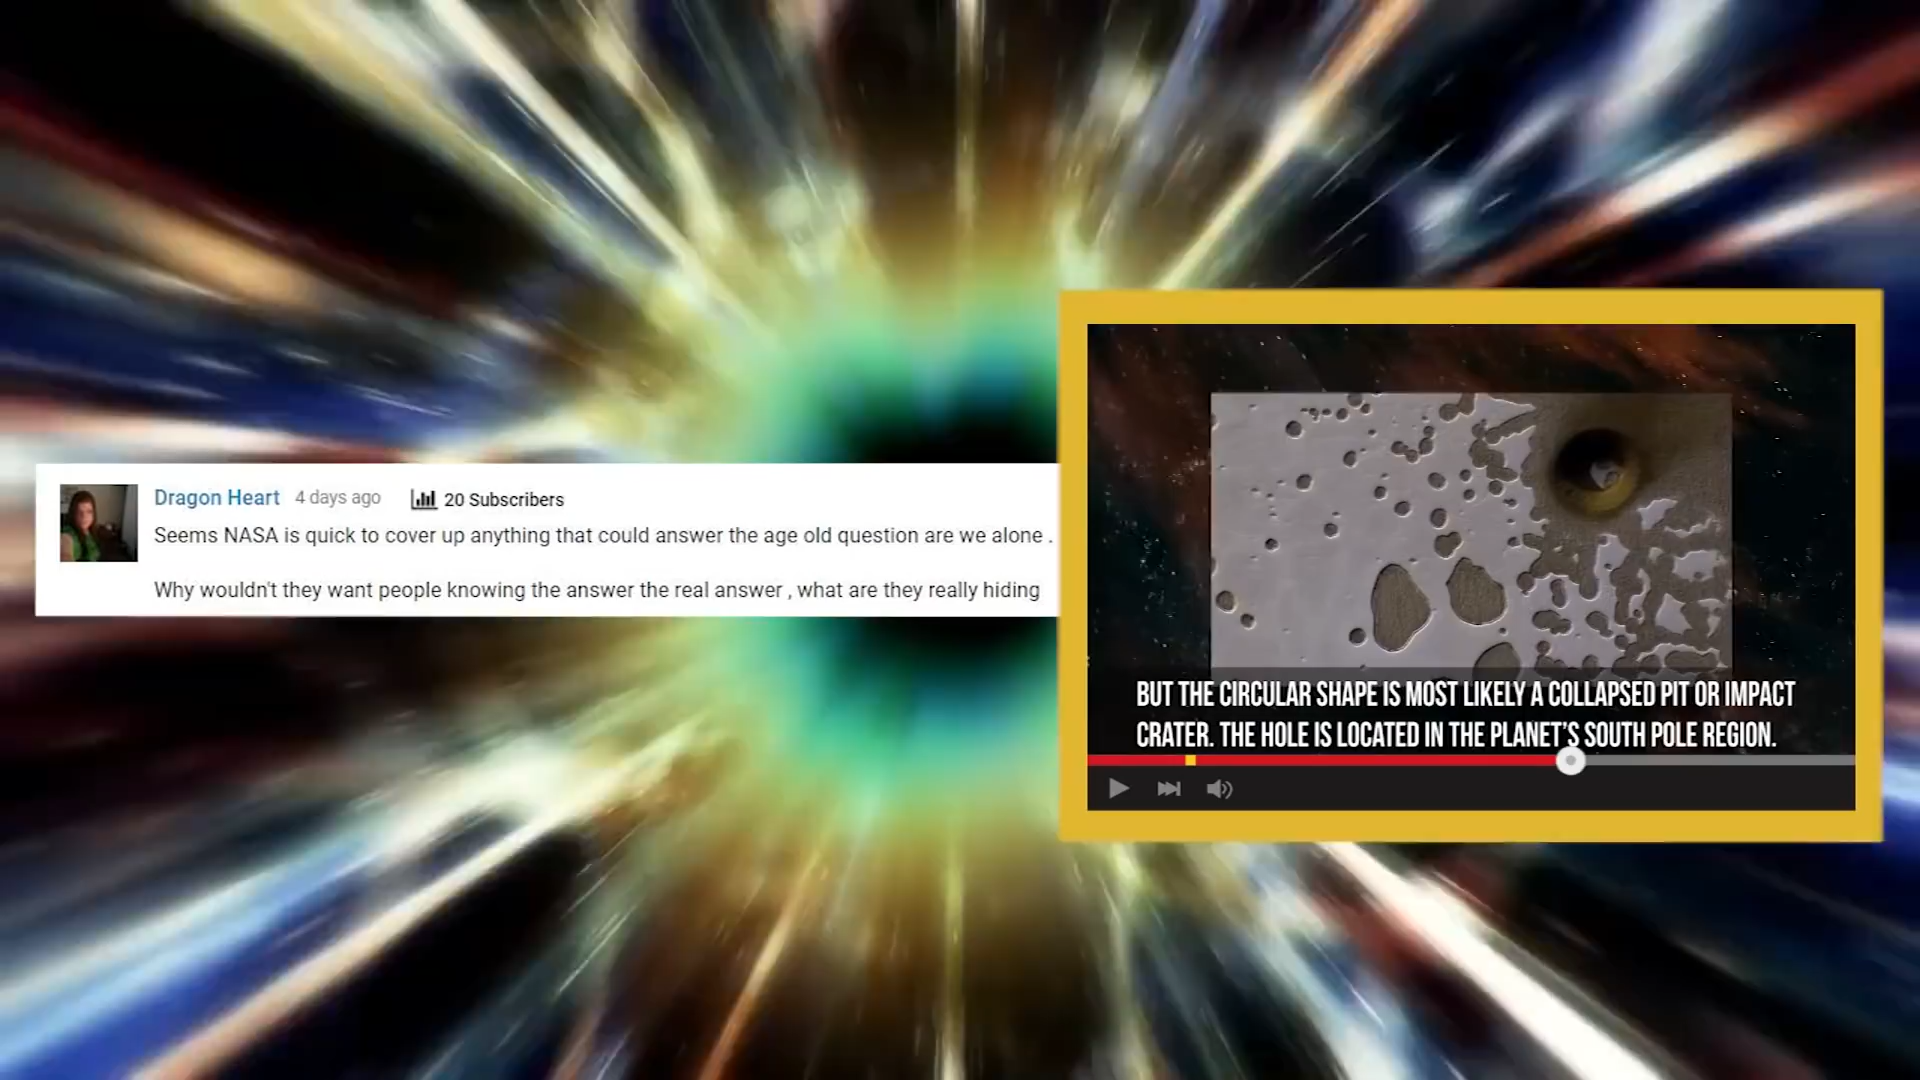 Dragon Heart 4 days ago 20 Subscribers
Seems NASA is quick to cover up anything that could answer the age old question are we alone .
Why wouldn't they want people knowing the answer the real answer , what are they really hiding
BUT THE CIRCULAR SHAPE IS MOST LIKELY A COLLAPSED PIT OR IMPACT
CRATER. THE HOLE IS LOCATED IN THE PLANET'S SOUTH POLE REGION.